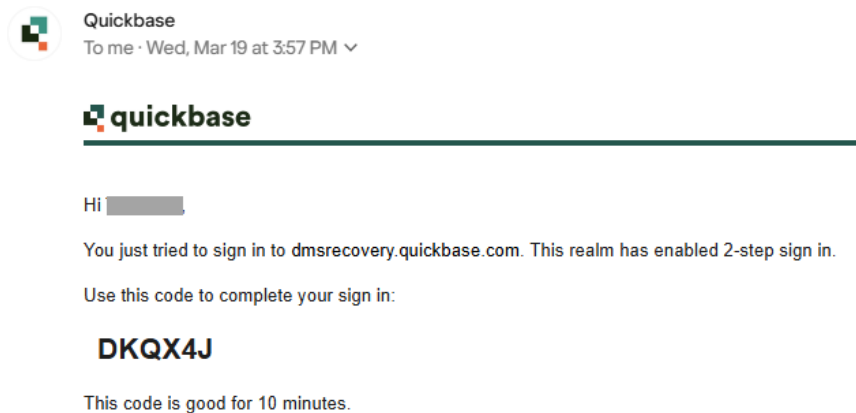 Quickbase
To me · Wed, Mar 19 at 3:57 PM
quickbase
Hi ,
You just tried to sign in to dmsrecovery.quickbase.com. This realm has enabled 2-step sign in.
Use this code to complete your sign in:
DKQX4J
This code is good for 10 minutes.